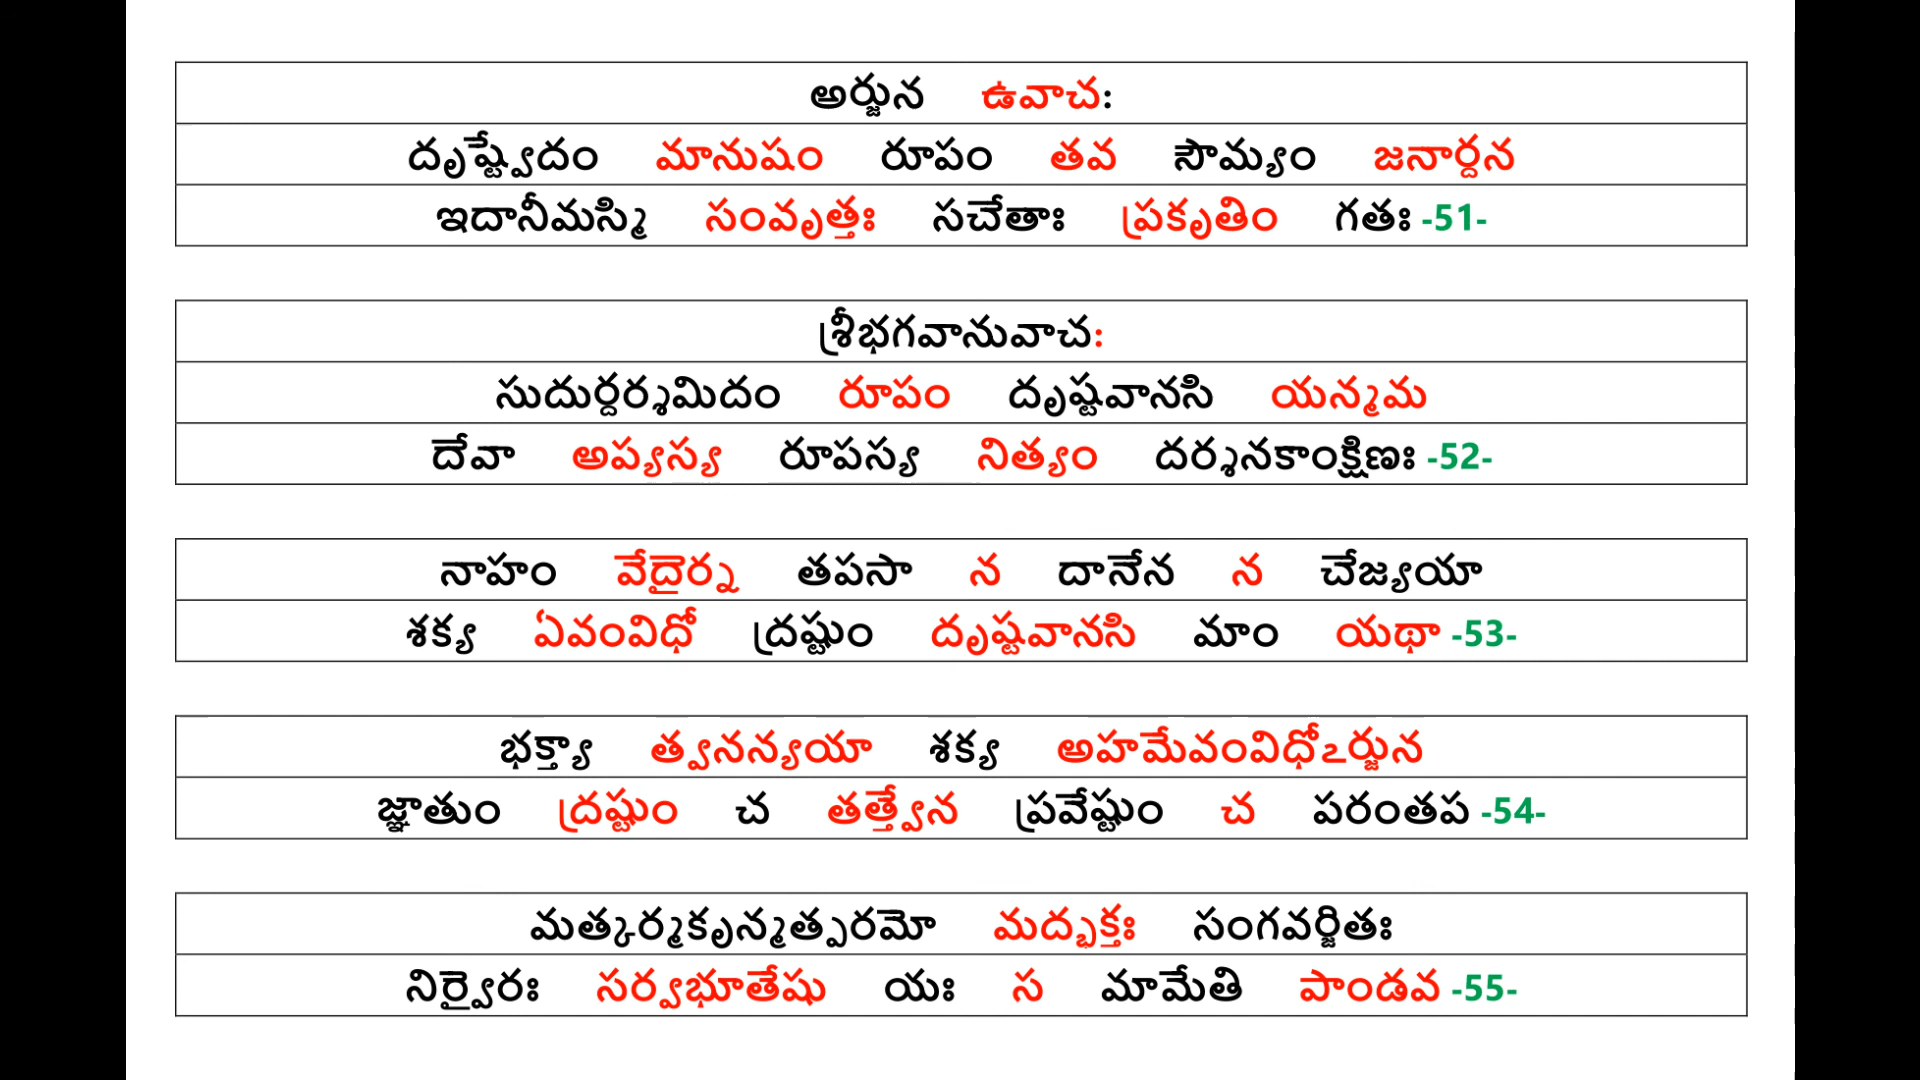 అర్జున ఉవాచ:
దృష్ట్వేదం మానుషం రూపం తవ సౌమ్యం జనార్దన
ఇదానీమస్మి సంవృత్తః సచేతాః ప్రకృతిం గతః -51-
శ్రీభగవానువాచ:
సుదుర్దర్శమిదం రూపం దృష్టవానసి యన్మమ
దేవా అప్యస్య రూపస్య నిత్యం దర్శనకాంక్షిణః -52-
నాహం వేదైర్న తపసా న దానేన న చేజ్యయా
శక్య ఏవంవిధో ద్రష్టుం దృష్టవానసి మాం యథా -53-
భక్త్యా త్వనన్యయా శక్య అహమేవంవిధోఽర్జున
జ్ఞాతుం ద్రష్టుం చ తత్త్వేన ప్రవేష్టుం చ పరంతప -54-
మత్కర్మకృన్మత్పరమో మద్భక్తః సంగవర్జితః
నిర్వైరః సర్వభూతేషు యః స మామేతి పాండవ -55-